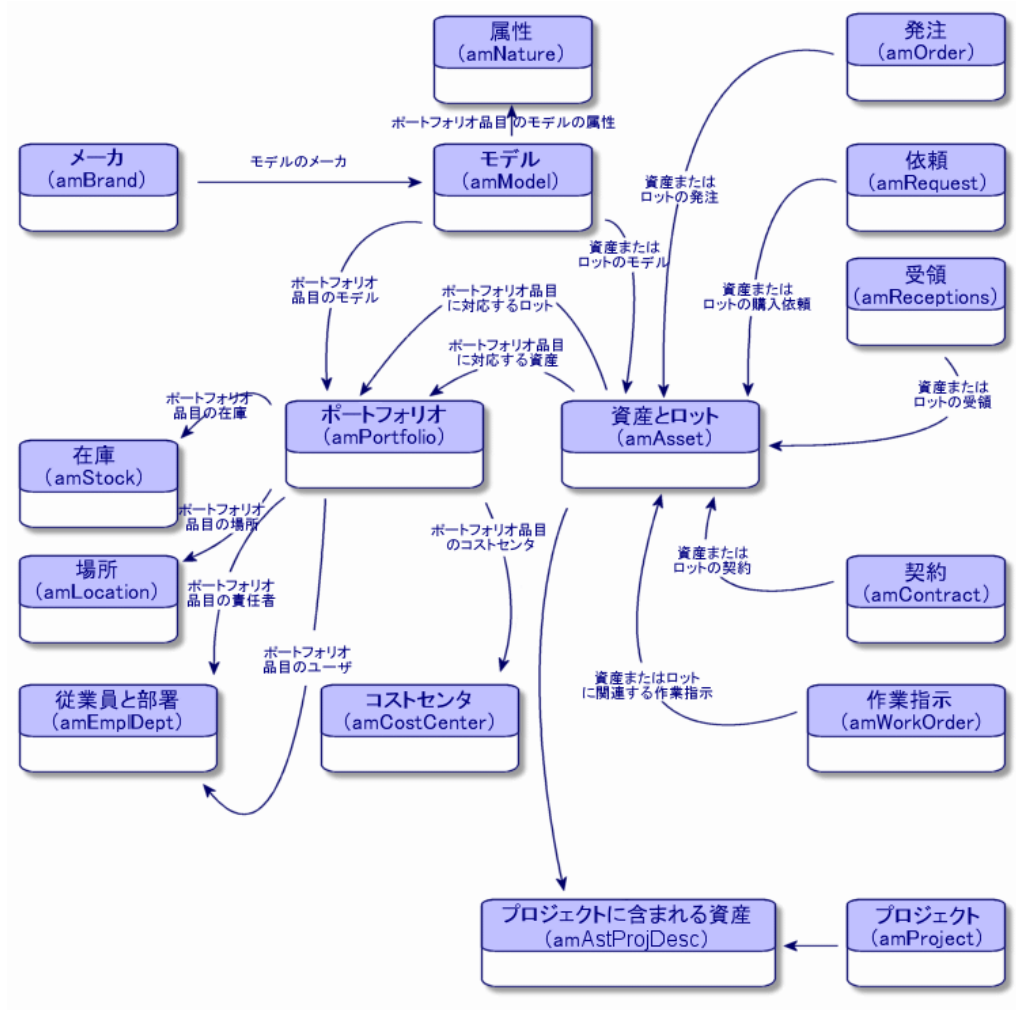 属性
(amNature)
発注
(amOrder)
ポートフォリオ品目のモデルの属性
メーカ
(amBrand)
モデルのメーカ
モデル
(amModel)
資産または
ロットの発注
依頼
(amRequest)
資産または
ロットのモデル
ポートフォリオ
品目のモデル
ポートフォリオ品目
に対応するロット
資産または
ロットの購入依頼
受領
(amReceptions)
ポートフォリオ品目
に対応する資産
資産または
ロットの受領
ポートフォリオ
品目の在庫
ポートフォリオ
(amPortfolio)
資産とロット
(amAsset)
在庫
(amStock)
ポートフォリオ
品目の場所
ポートフォリオ品目
のコストセンタ
資産または
ロットの契約
場所
(amLocation)
ポートフォリオ
品目の責任者
契約
(amContract)
ポートフォリオ
品目のユーザ
資産またはロット
に関連する作業指示
従業員と部署
(amEmplDept)
コストセンタ
(amCostCenter)
作業指示
(amWorkOrder)
プロジェクトに含まれる資産
(amAstProjDesc)
プロジェクト
(amProject)